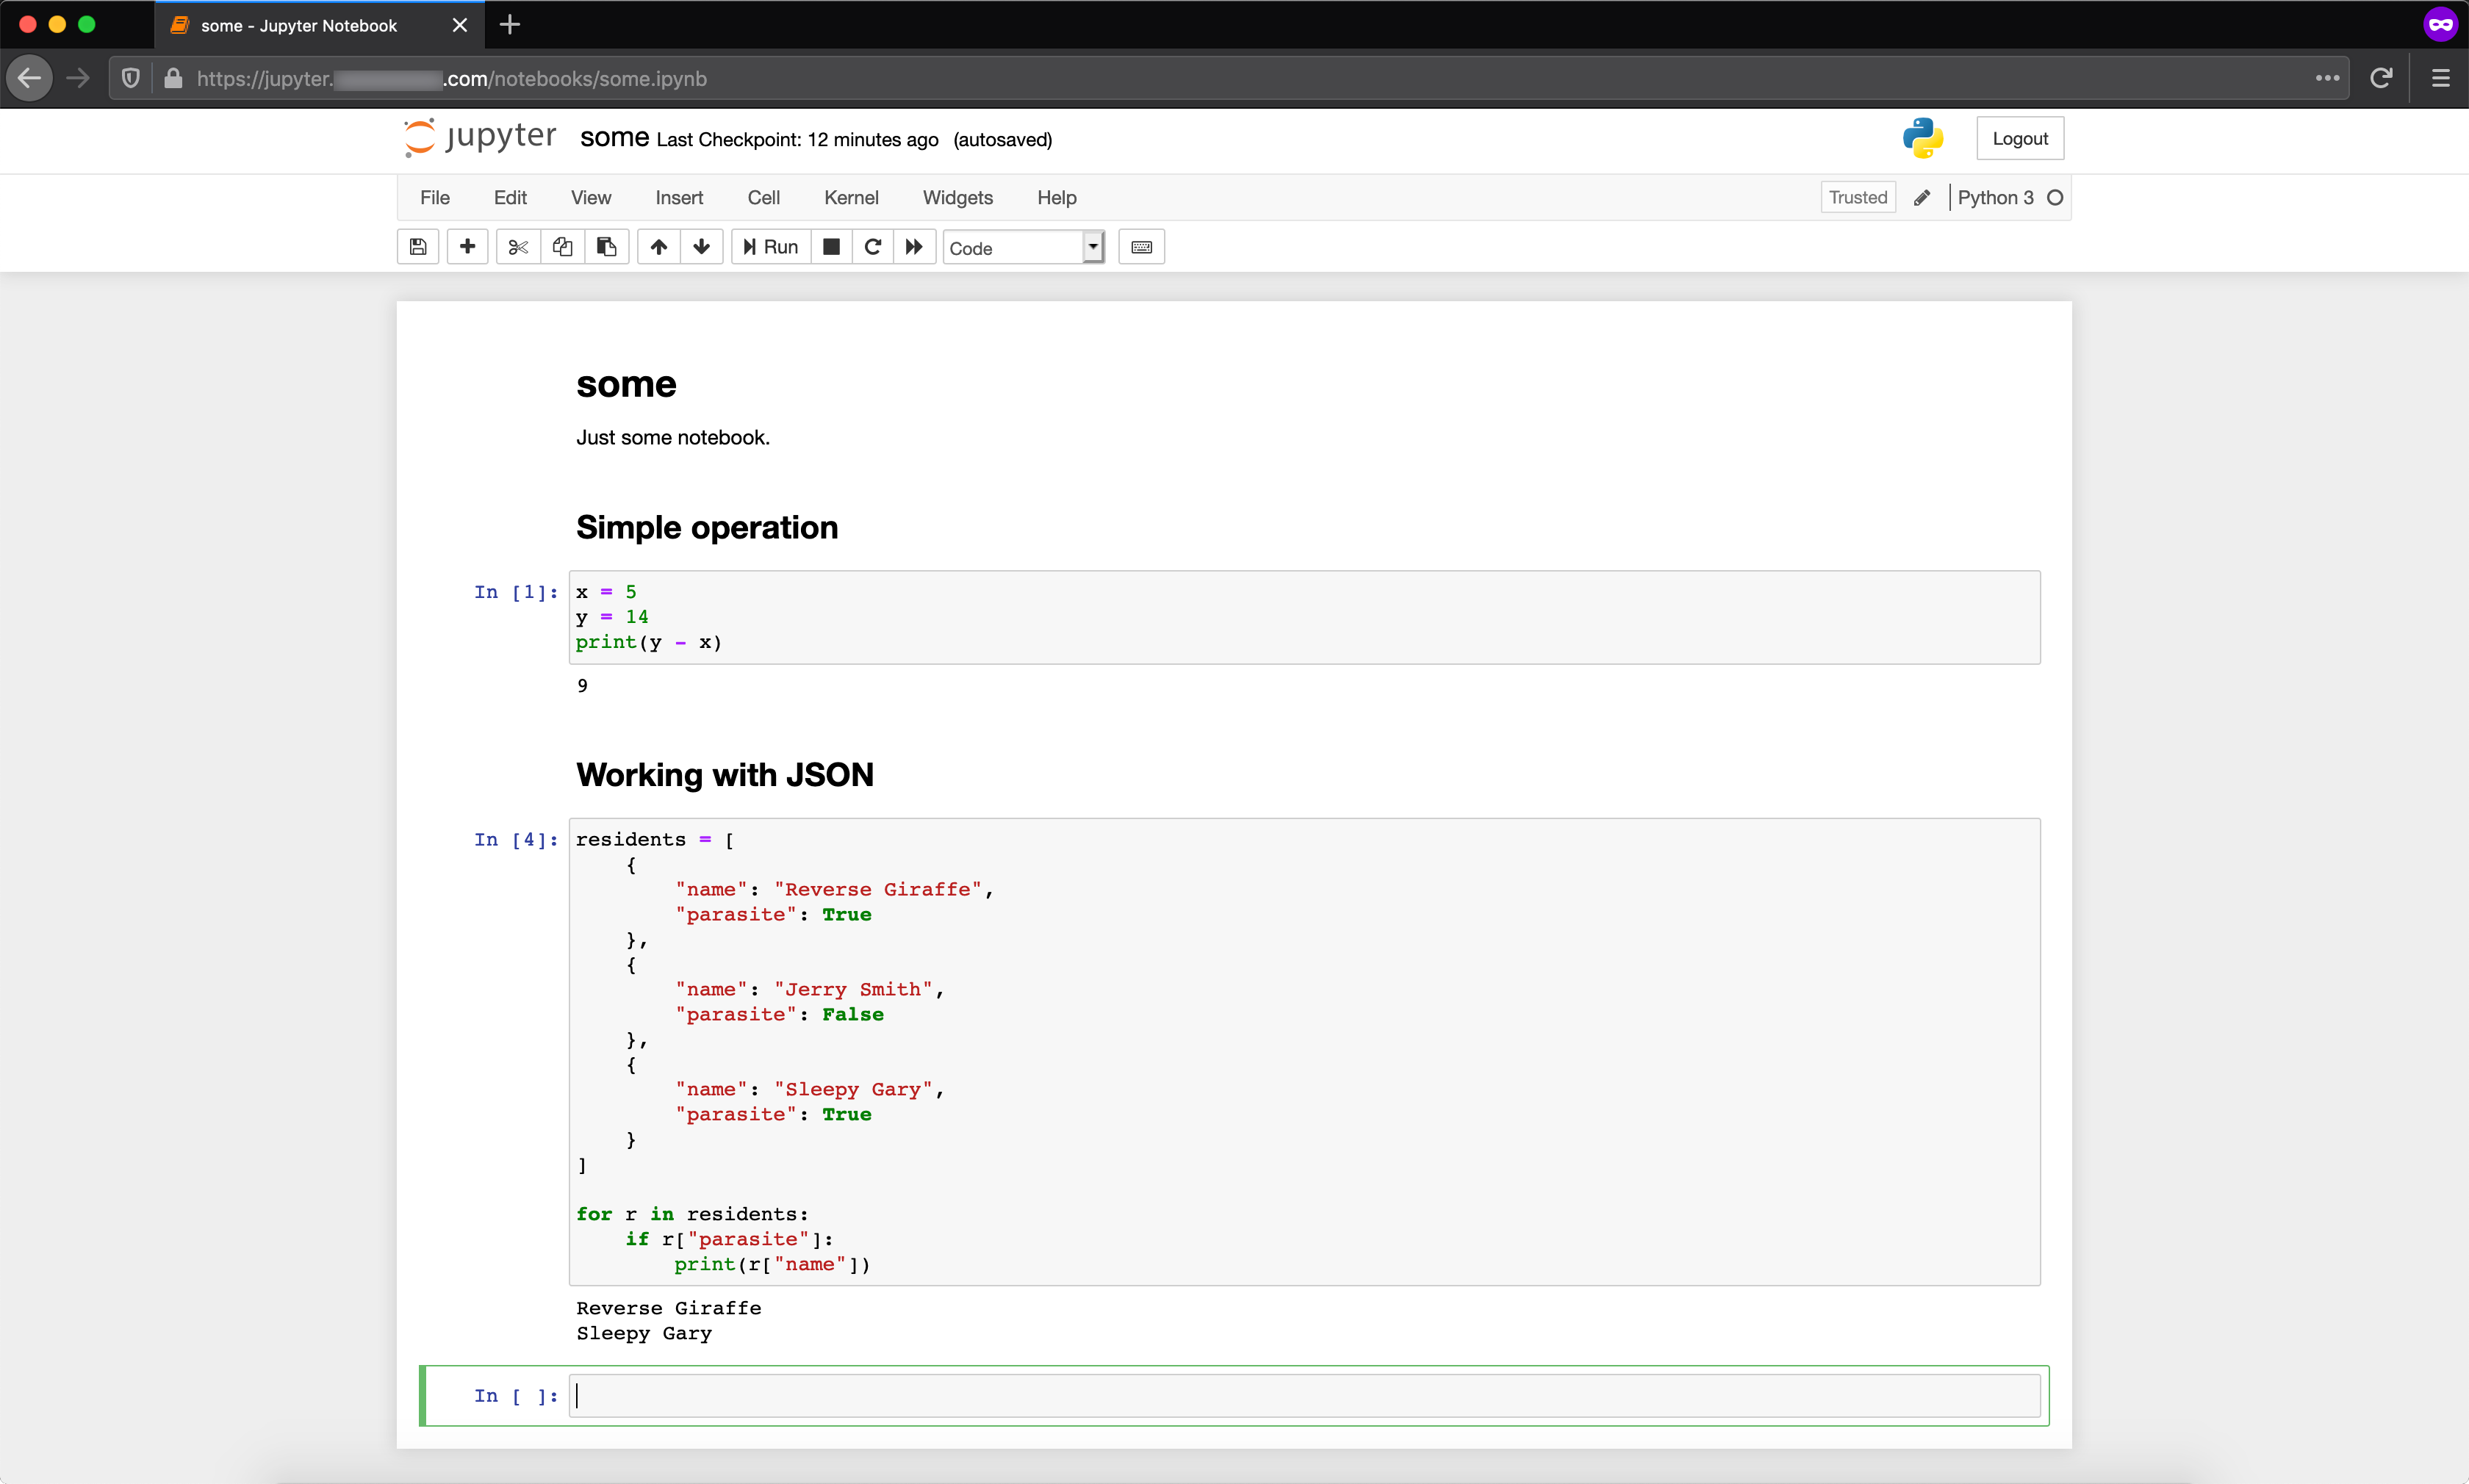 some - Jupyter Notebook
https://jupyter. .com/notebooks/some.ipynb
jupyter some Last Checkpoint: 12 minutes ago (autosaved)
Logout
File Edit View Insert Cell Kernel Widgets Help
Trusted Python 3
Run Code
some
Just some notebook.
Simple operation
In [1]: x = 5
y = 14
print(y - x)
9
Working with JSON
In [4]: residents = [
    {
        "name": "Reverse Giraffe",
        "parasite": True
    },
    {
        "name": "Jerry Smith",
        "parasite": False
    },
    {
        "name": "Sleepy Gary",
        "parasite": True
    }
]
for r in residents:
    if r["parasite"]:
        print(r["name"])
Reverse Giraffe
Sleepy Gary
In [ ]: